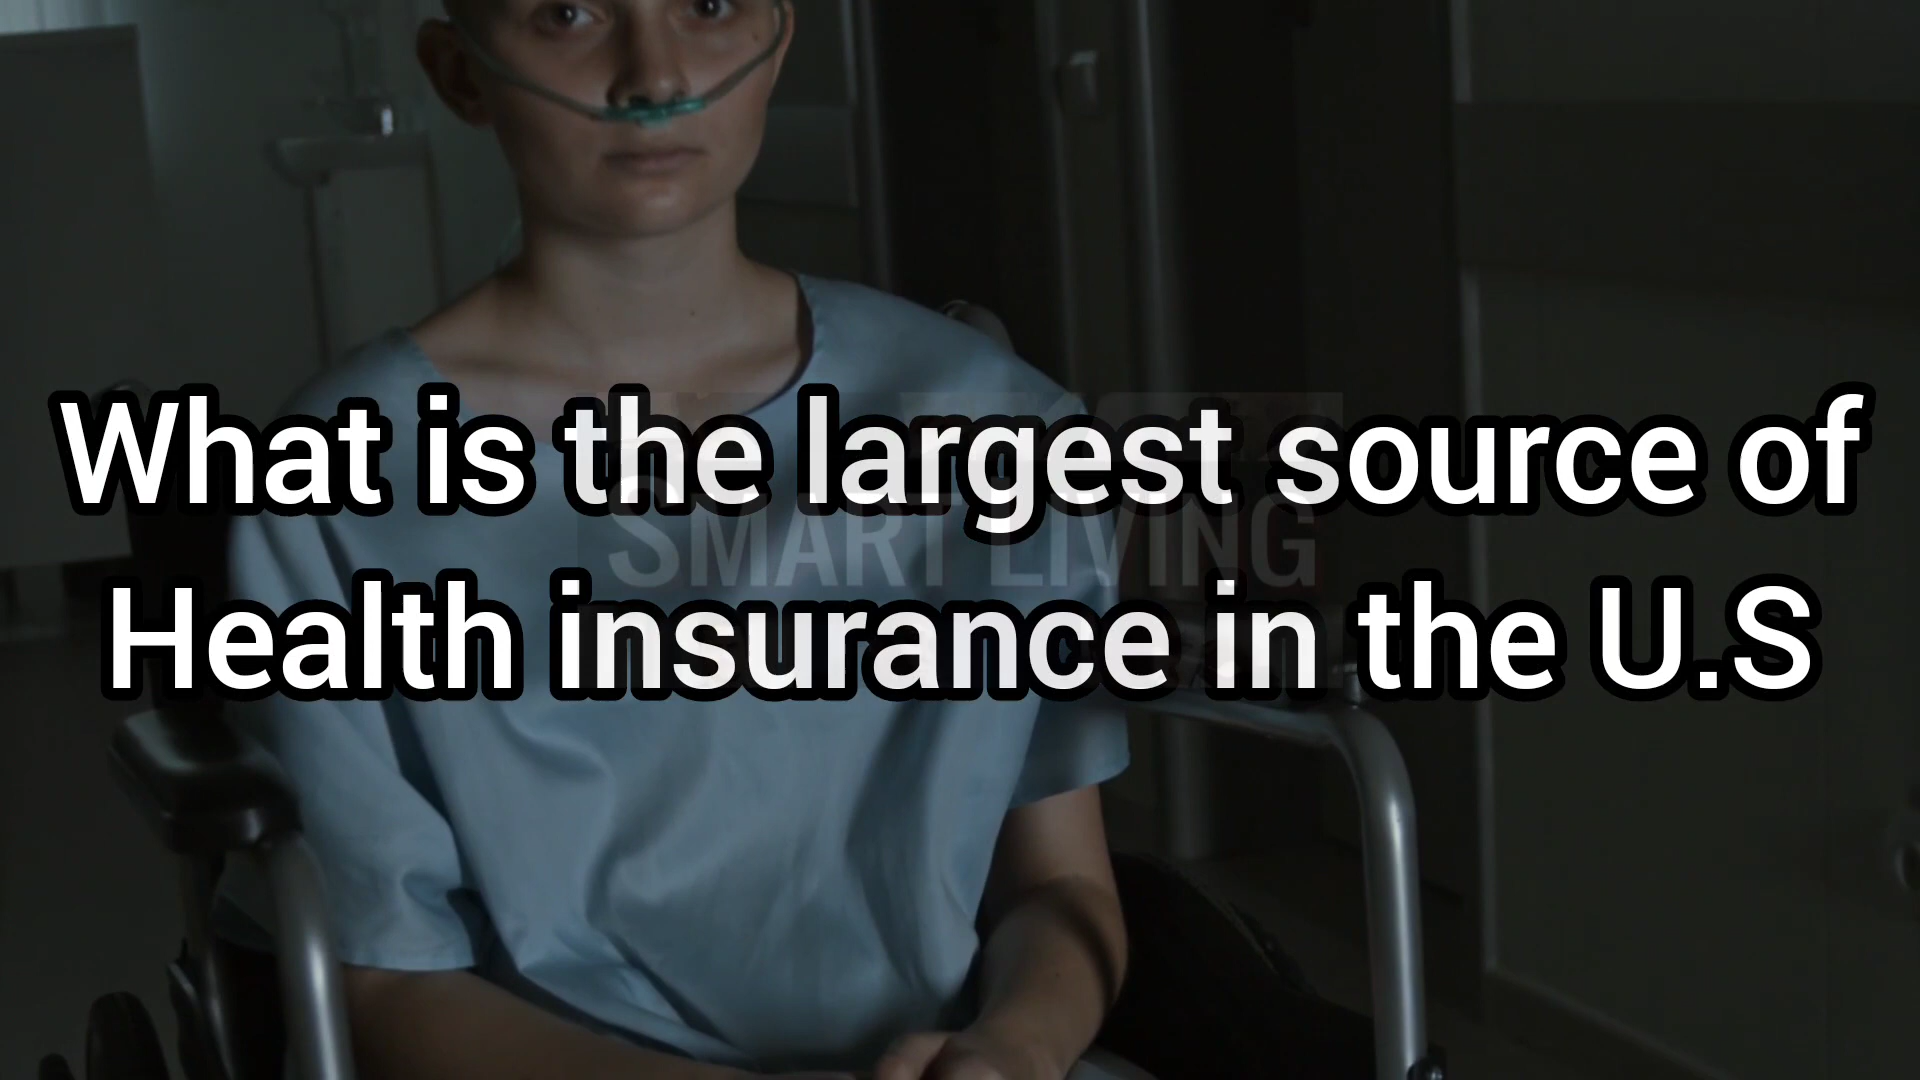 What is the largest source of
SMART LIVING
Health insurance in the U.S